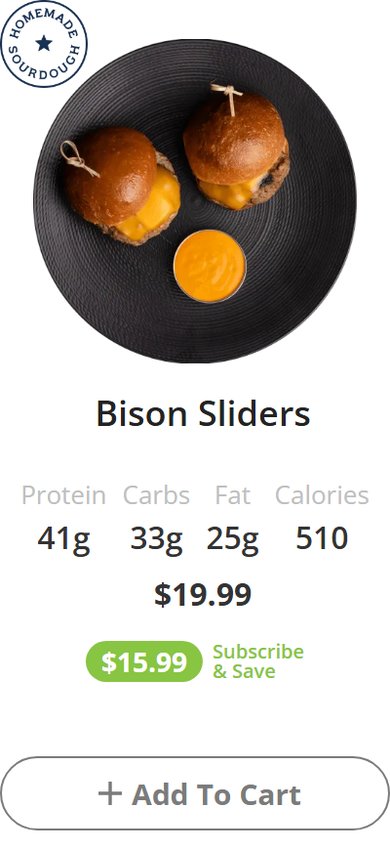 HOMEMADE
SOURDOUGH
Bison Sliders
Protein Carbs Fat Calories
41g 33g 25g 510
$19.99
$15.99 Subscribe
& Save
+ Add To Cart